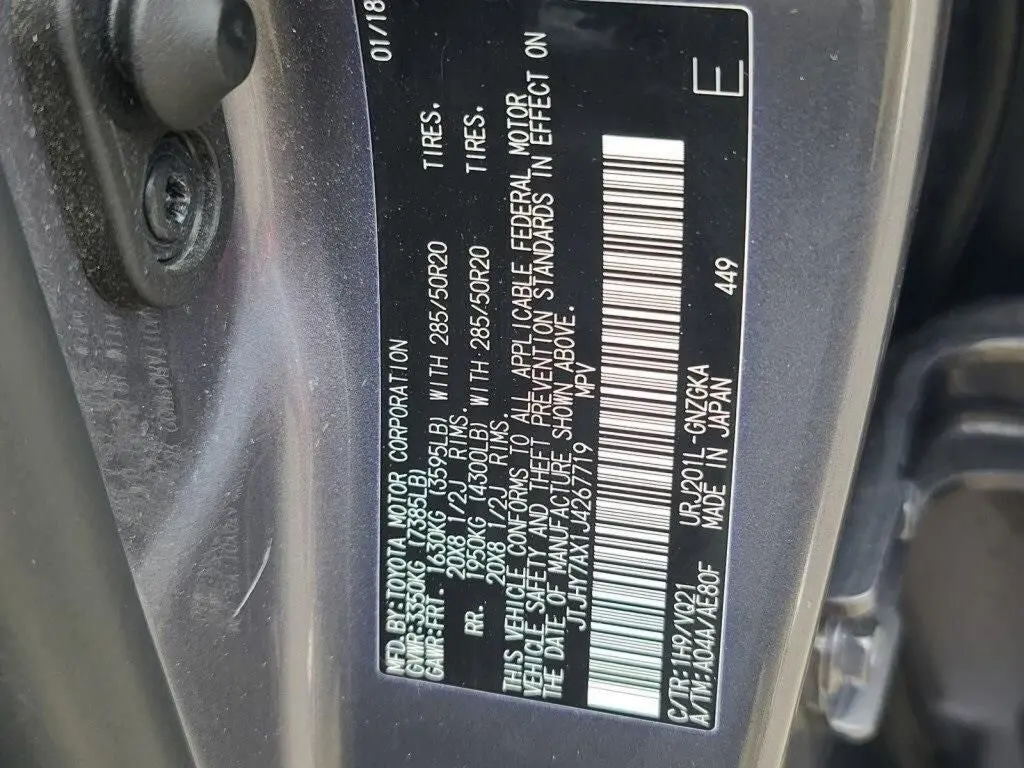 MFD.BY:TOYOTA MOTOR CORPORATION 01/18
GVWR:3350KG (7385LB)
GAWR:FRT. 1630KG (3595LB) WITH 285/50R20 TIRES.
20X8 1/2J RIMS.
RR. 1950KG (4300LB) WITH 285/50R20 TIRES.
20X8 1/2J RIMS.
THIS VEHICLE CONFORMS TO ALL APPLICABLE FEDERAL MOTOR
VEHICLE SAFETY AND THEFT PREVENTION STANDARDS IN EFFECT ON
THE DATE OF MANUFACTURE SHOWN ABOVE.
JTJHY7AX1J4267719 MPV
C/TR:1H9/YQ21 URJ201L-GNZGKA 449
A/TM:A04A/AE80F MADE IN JAPAN E